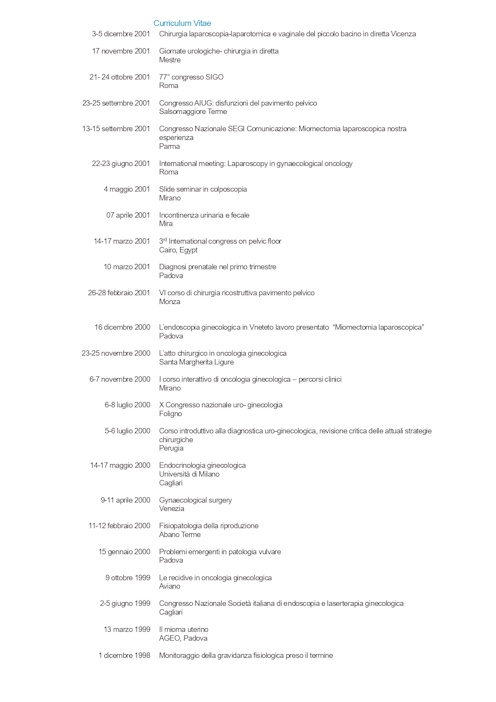 Curriculum Vitae
3-5 dicembre 2001 Chirurgia laparoscopia-laparotomica e vaginale del piccolo bacino in diretta Vicenza
17 novembre 2001 Giornate urologiche- chirurgia in diretta
Mestre
21- 24 ottobre 2001 77° congresso SIGO
Roma
23-25 settembre 2001 Congresso AIUG: disfunzioni del pavimento pelvico
Salsomaggiore Terme
13-15 settembre 2001 Congresso Nazionale SEGI Comunicazione: Miomectomia laparoscopica nostra
esperienza
Parma
22-23 giugno 2001 International meeting: Laparoscopy in gynaecological oncology
Roma
4 maggio 2001 Slide seminar in colposcopia
Mirano
07 aprile 2001 Incontinenza urinaria e fecale
Mira
14-17 marzo 2001 3rd International congress on pelvic floor
Cairo, Egypt
10 marzo 2001 Diagnosi prenatale nel primo trimestre
Padova
26-28 febbraio 2001 VI corso di chirurgia ricostruttiva pavimento pelvico
Monza
16 dicembre 2000 L'endoscopia ginecologica in Vneteto lavoro presentato “Miomectomia laparoscopica”
Padova
23-25 novembre 2000 L'atto chirurgico in oncologia ginecologica
Santa Margherita Ligure
6-7 novembre 2000 I corso interattivo di oncologia ginecologica – percorsi clinici
Mirano
6-8 luglio 2000 X Congresso nazionale uro- ginecologia
Foligno
5-6 luglio 2000 Corso introduttivo alla diagnostica uro-ginecologica, revisione critica delle attuali strategie
chirurgiche
Perugia
14-17 maggio 2000 Endocrinologia ginecologica
Università di Milano
Cagliari
9-11 aprile 2000 Gynaecological surgery
Venezia
11-12 febbraio 2000 Fisiopatologia della riproduzione
Abano Terme
15 gennaio 2000 Problemi emergenti in patologia vulvare
Padova
9 ottobre 1999 Le recidive in oncologia ginecologica
Aviano
2-5 giugno 1999 Congresso Nazionale Società italiana di endoscopia e laserterapia ginecologica
Cagliari
13 marzo 1999 Il mioma uterino
AGEO, Padova
1 dicembre 1998 Monitoraggio della gravidanza fisiologica preso il termine